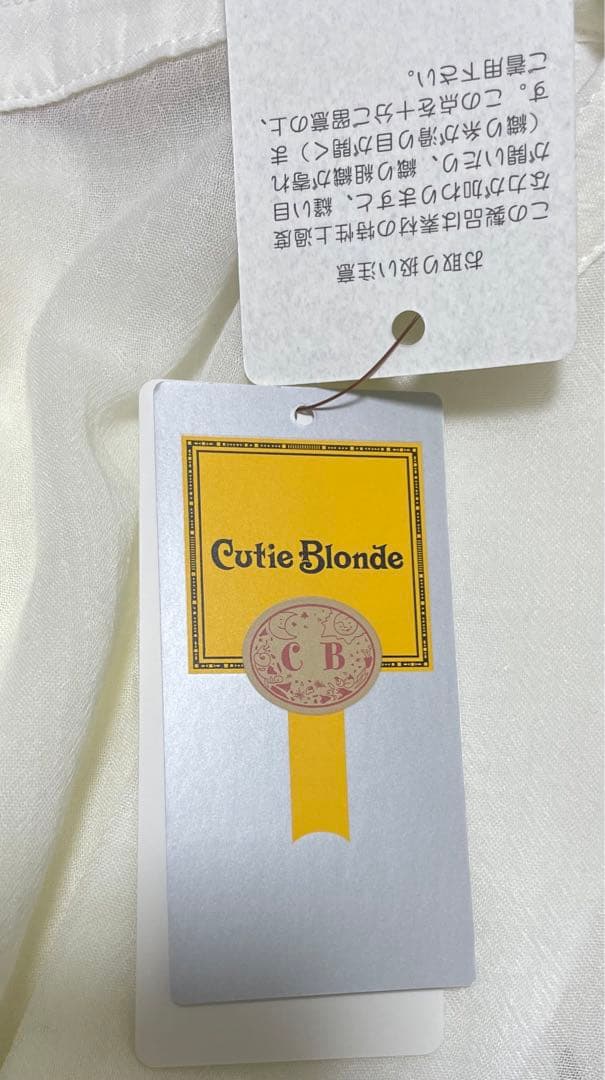 お取り扱い注意
この製品は素材の特性上過度
な力が加わりますと、縫い目
が開いたり、織り組織が寄れ
(織り糸が滑り目が開く)ま
す。この点を十分ご留意の上、
ご着用下さい。
Cutie Blonde
C B